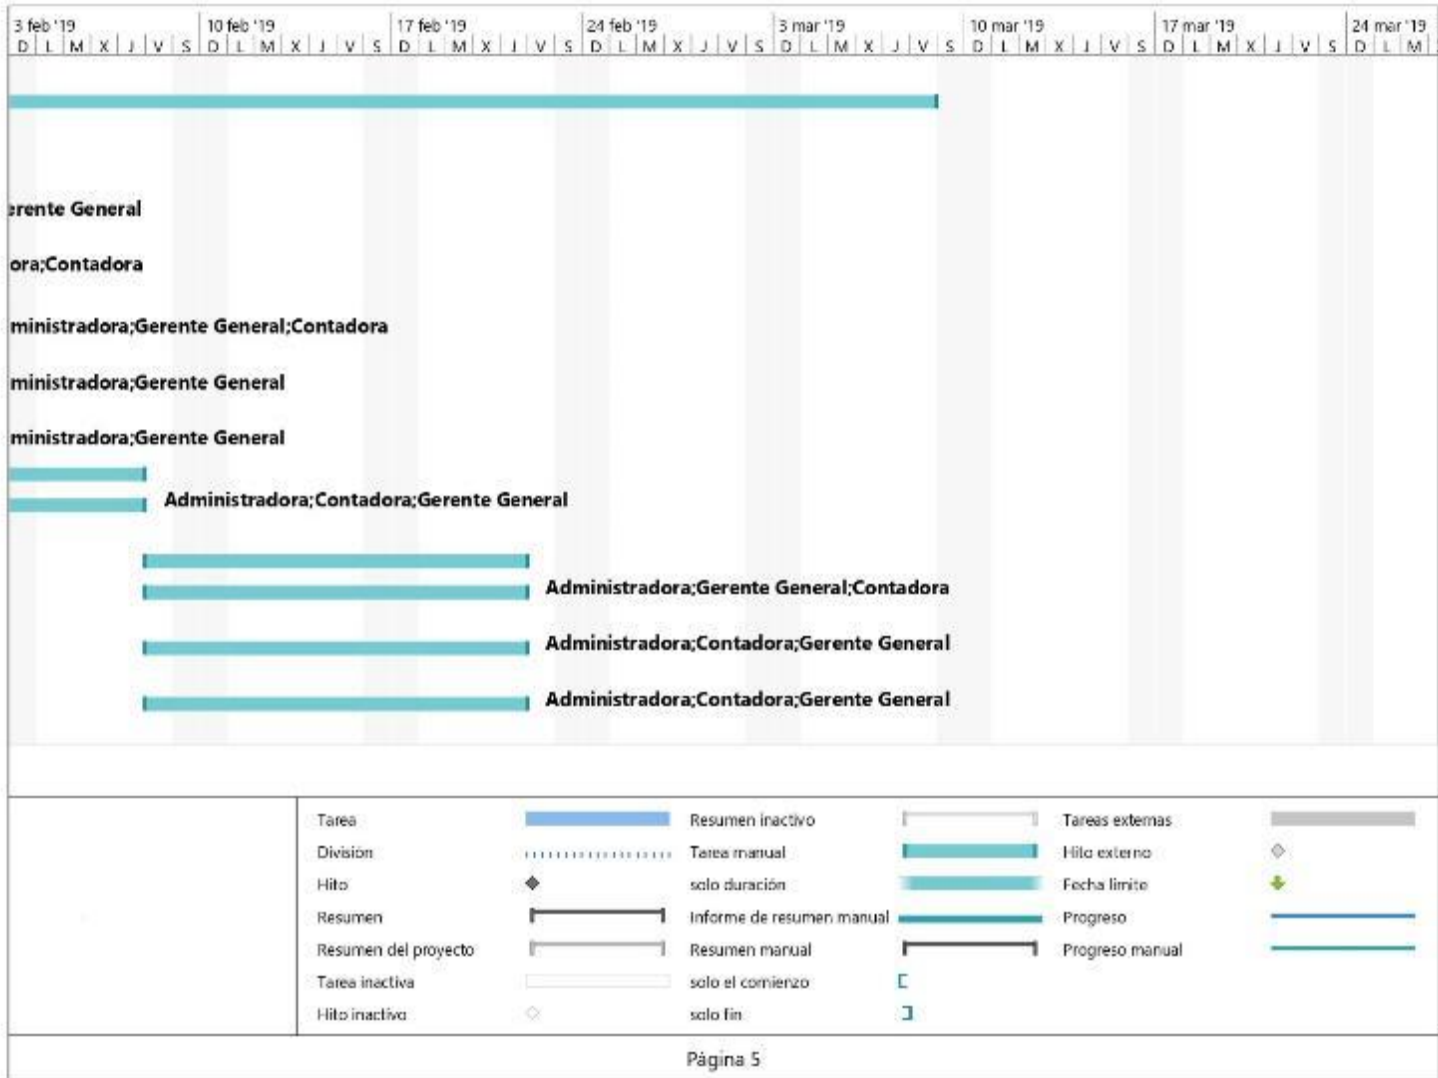 3 feb '19 10 feb '19 17 feb '19 24 feb '19 3 mar '19 10 mar '19 17 mar '19 24 mar '19
D L M X J V S D L M X J V S D L M X J V S D L M X J V S D L M X J V S D L M X J V S D L M X J V S D L M
erente General
ora;Contadora
ministradora;Gerente General;Contadora
ministradora;Gerente General
ministradora;Gerente General
Administradora;Contadora;Gerente General
Administradora;Gerente General;Contadora
Administradora;Contadora;Gerente General
Administradora;Contadora;Gerente General
Tarea Resumen inactivo Tareas externas
División Tarea manual Hito externo
Hito solo duración Fecha límite
Resumen Informe de resumen manual Progreso
Resumen del proyecto Resumen manual Progreso manual
Tarea inactiva solo el comienzo
Hito inactivo solo fin
Página 5